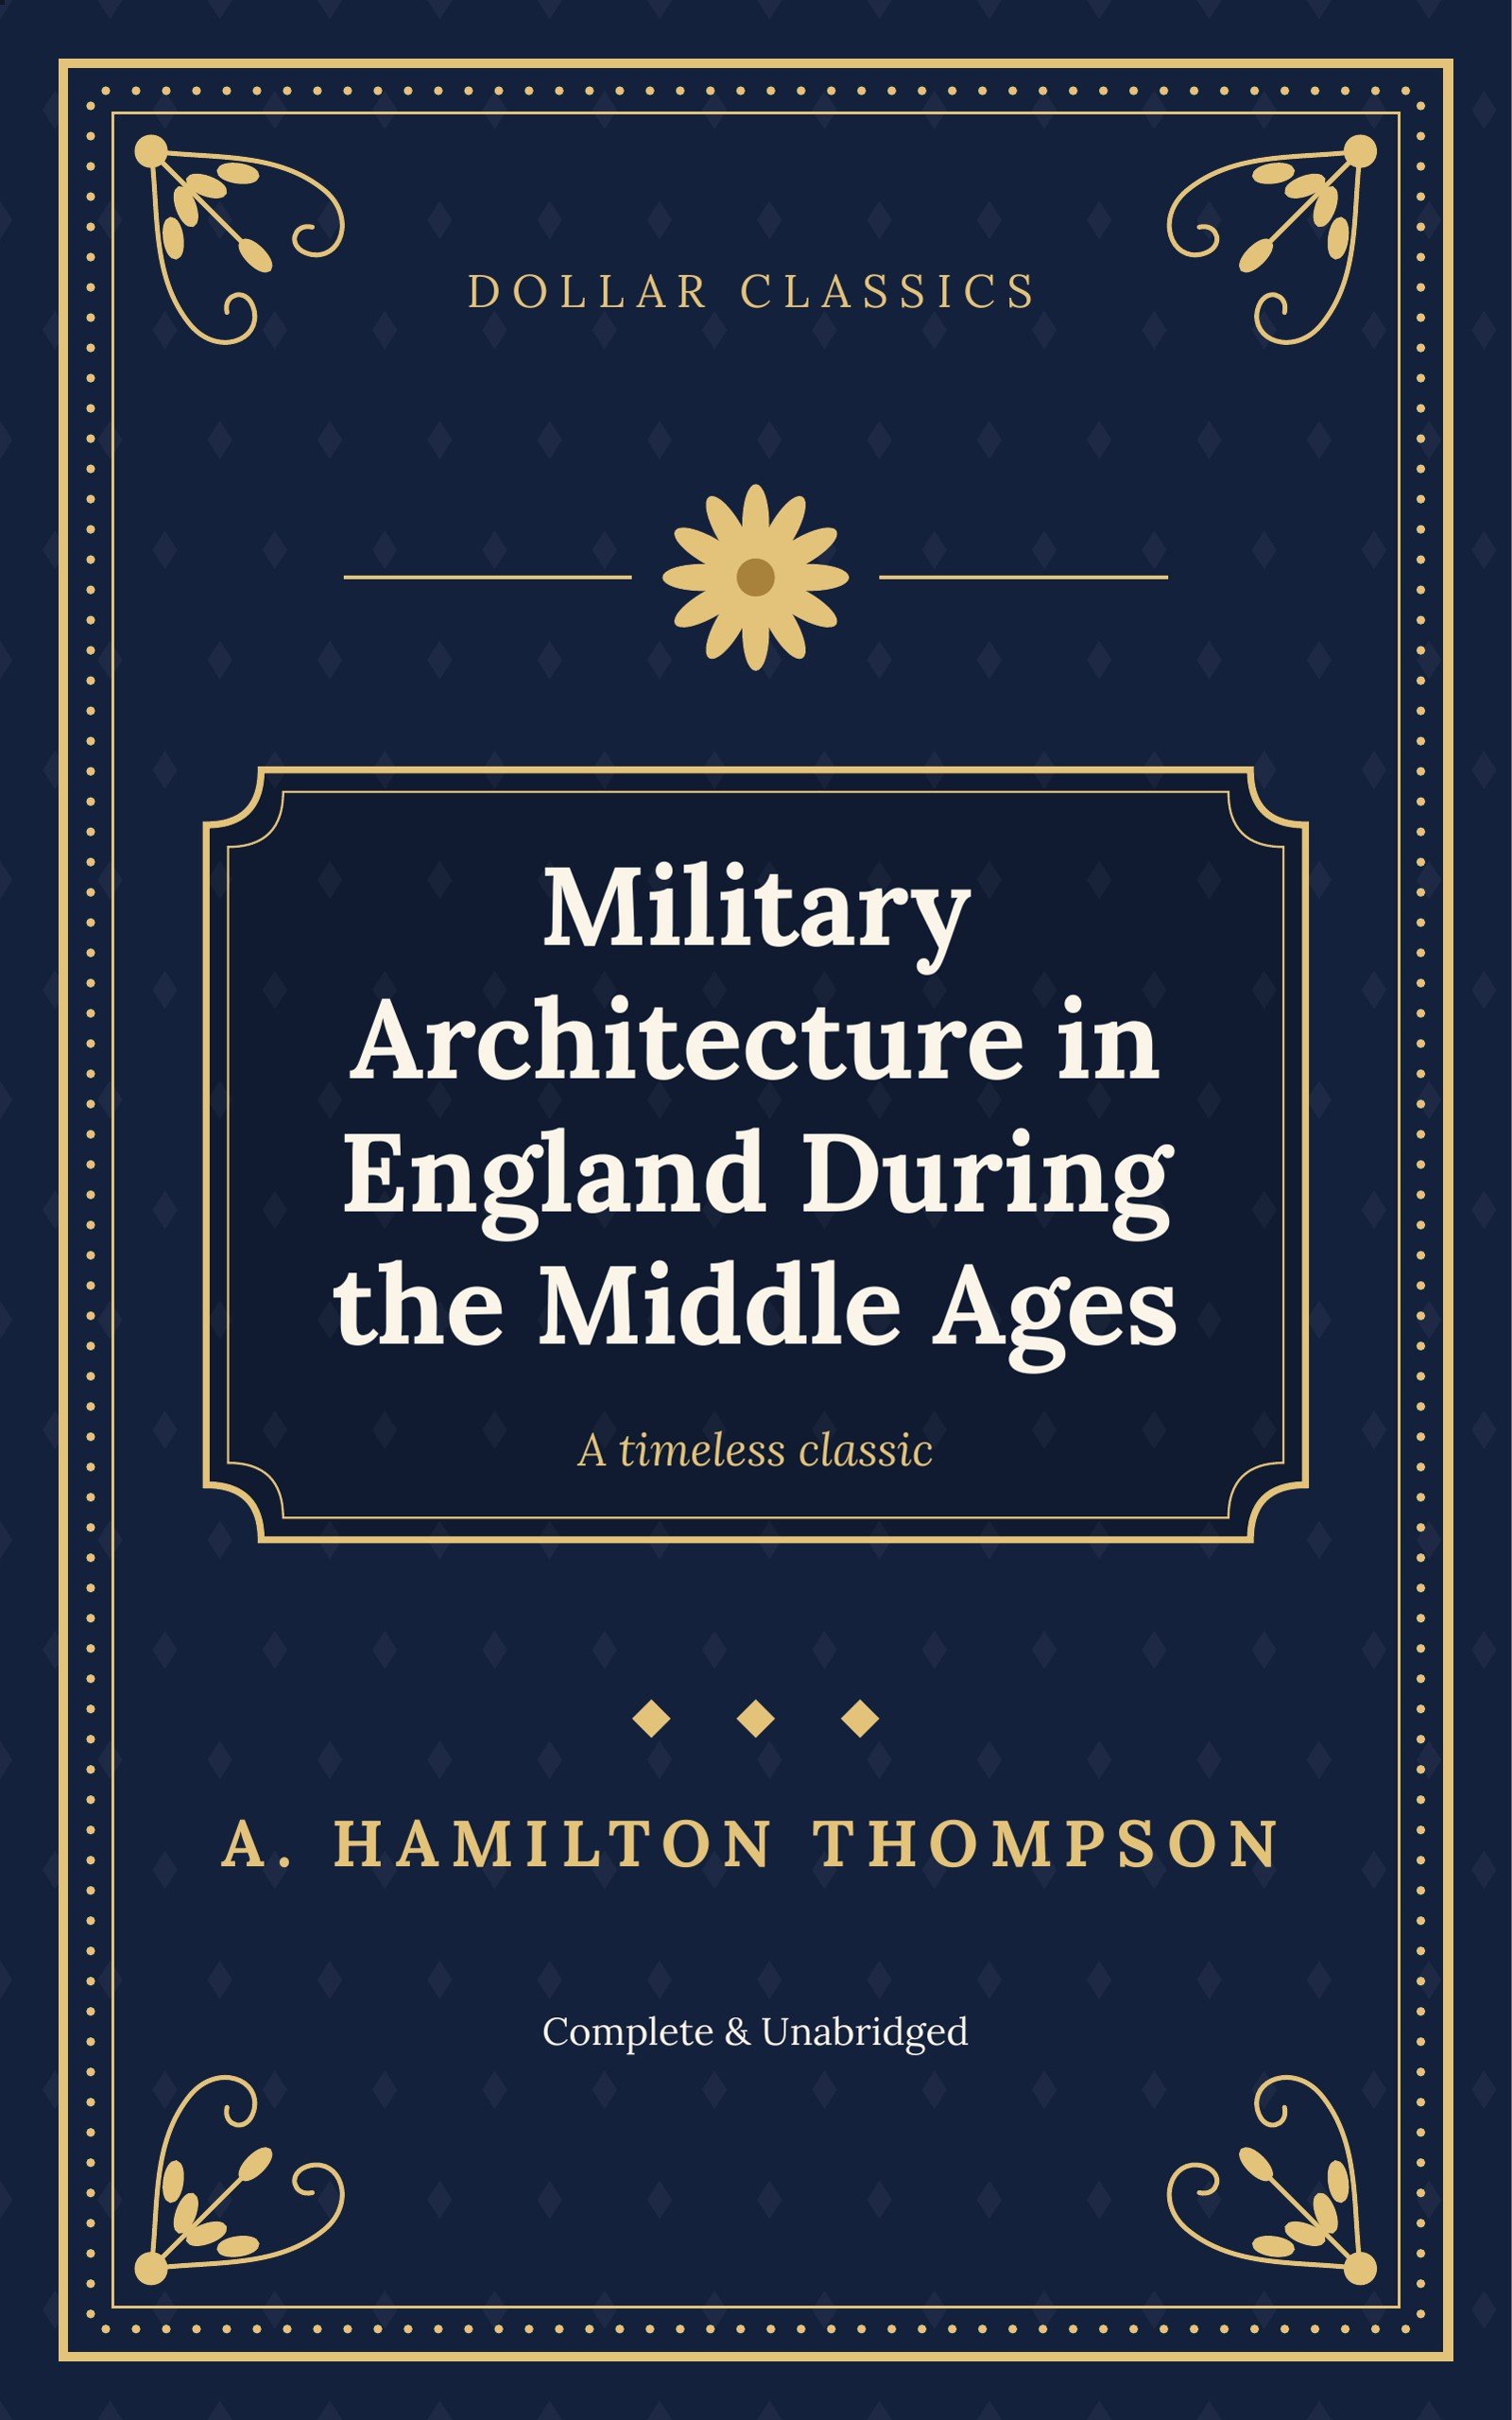 DOLLAR CLASSICS
Military
Architecture in
England During
the Middle Ages
A timeless classic
A. HAMILTON THOMPSON
Complete & Unabridged